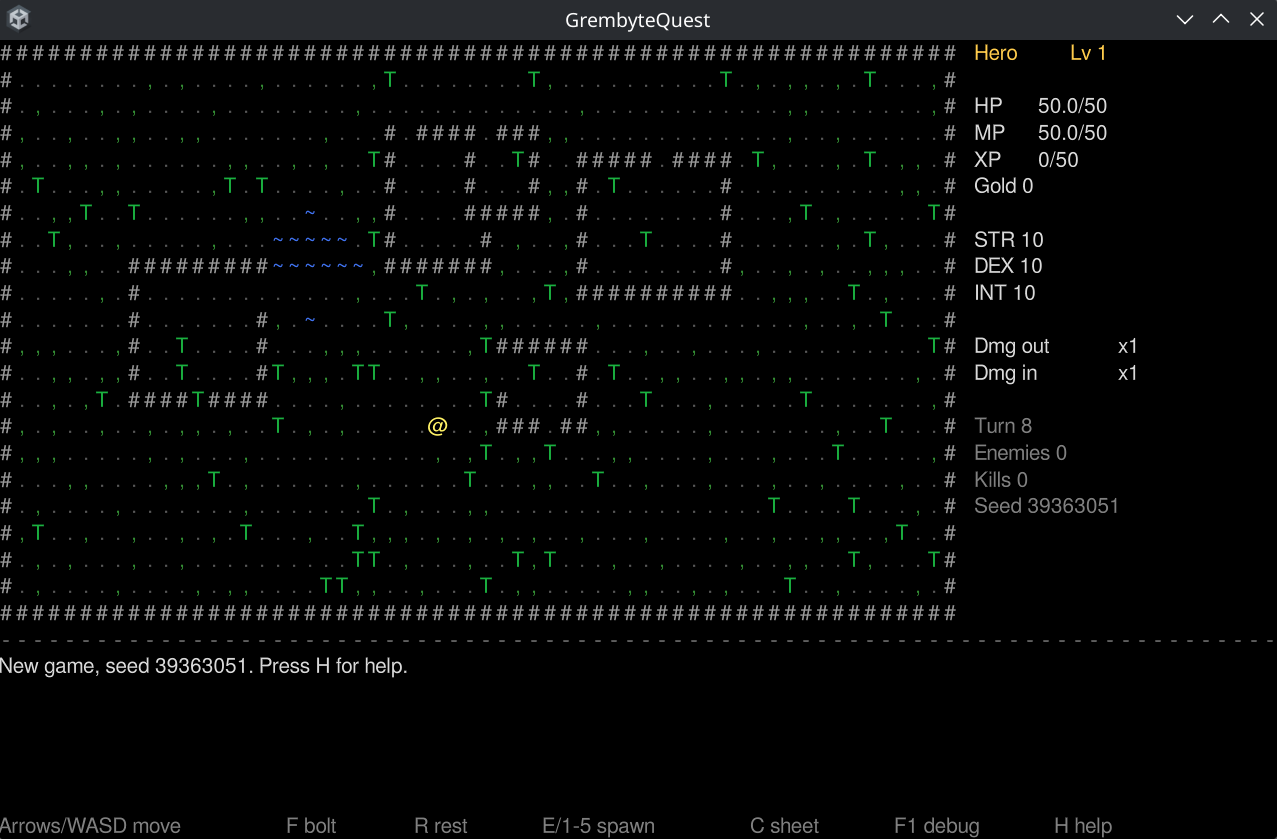 GrembyteQuest
Hero Lv 1
HP 50.0/50
MP 50.0/50
XP 0/50
Gold 0
STR 10
DEX 10
INT 10
Dmg out x1
Dmg in x1
Turn 8
Enemies 0
Kills 0
Seed 39363051
New game, seed 39363051. Press H for help.
Arrows/WASD move F bolt R rest E/1-5 spawn C sheet F1 debug H help